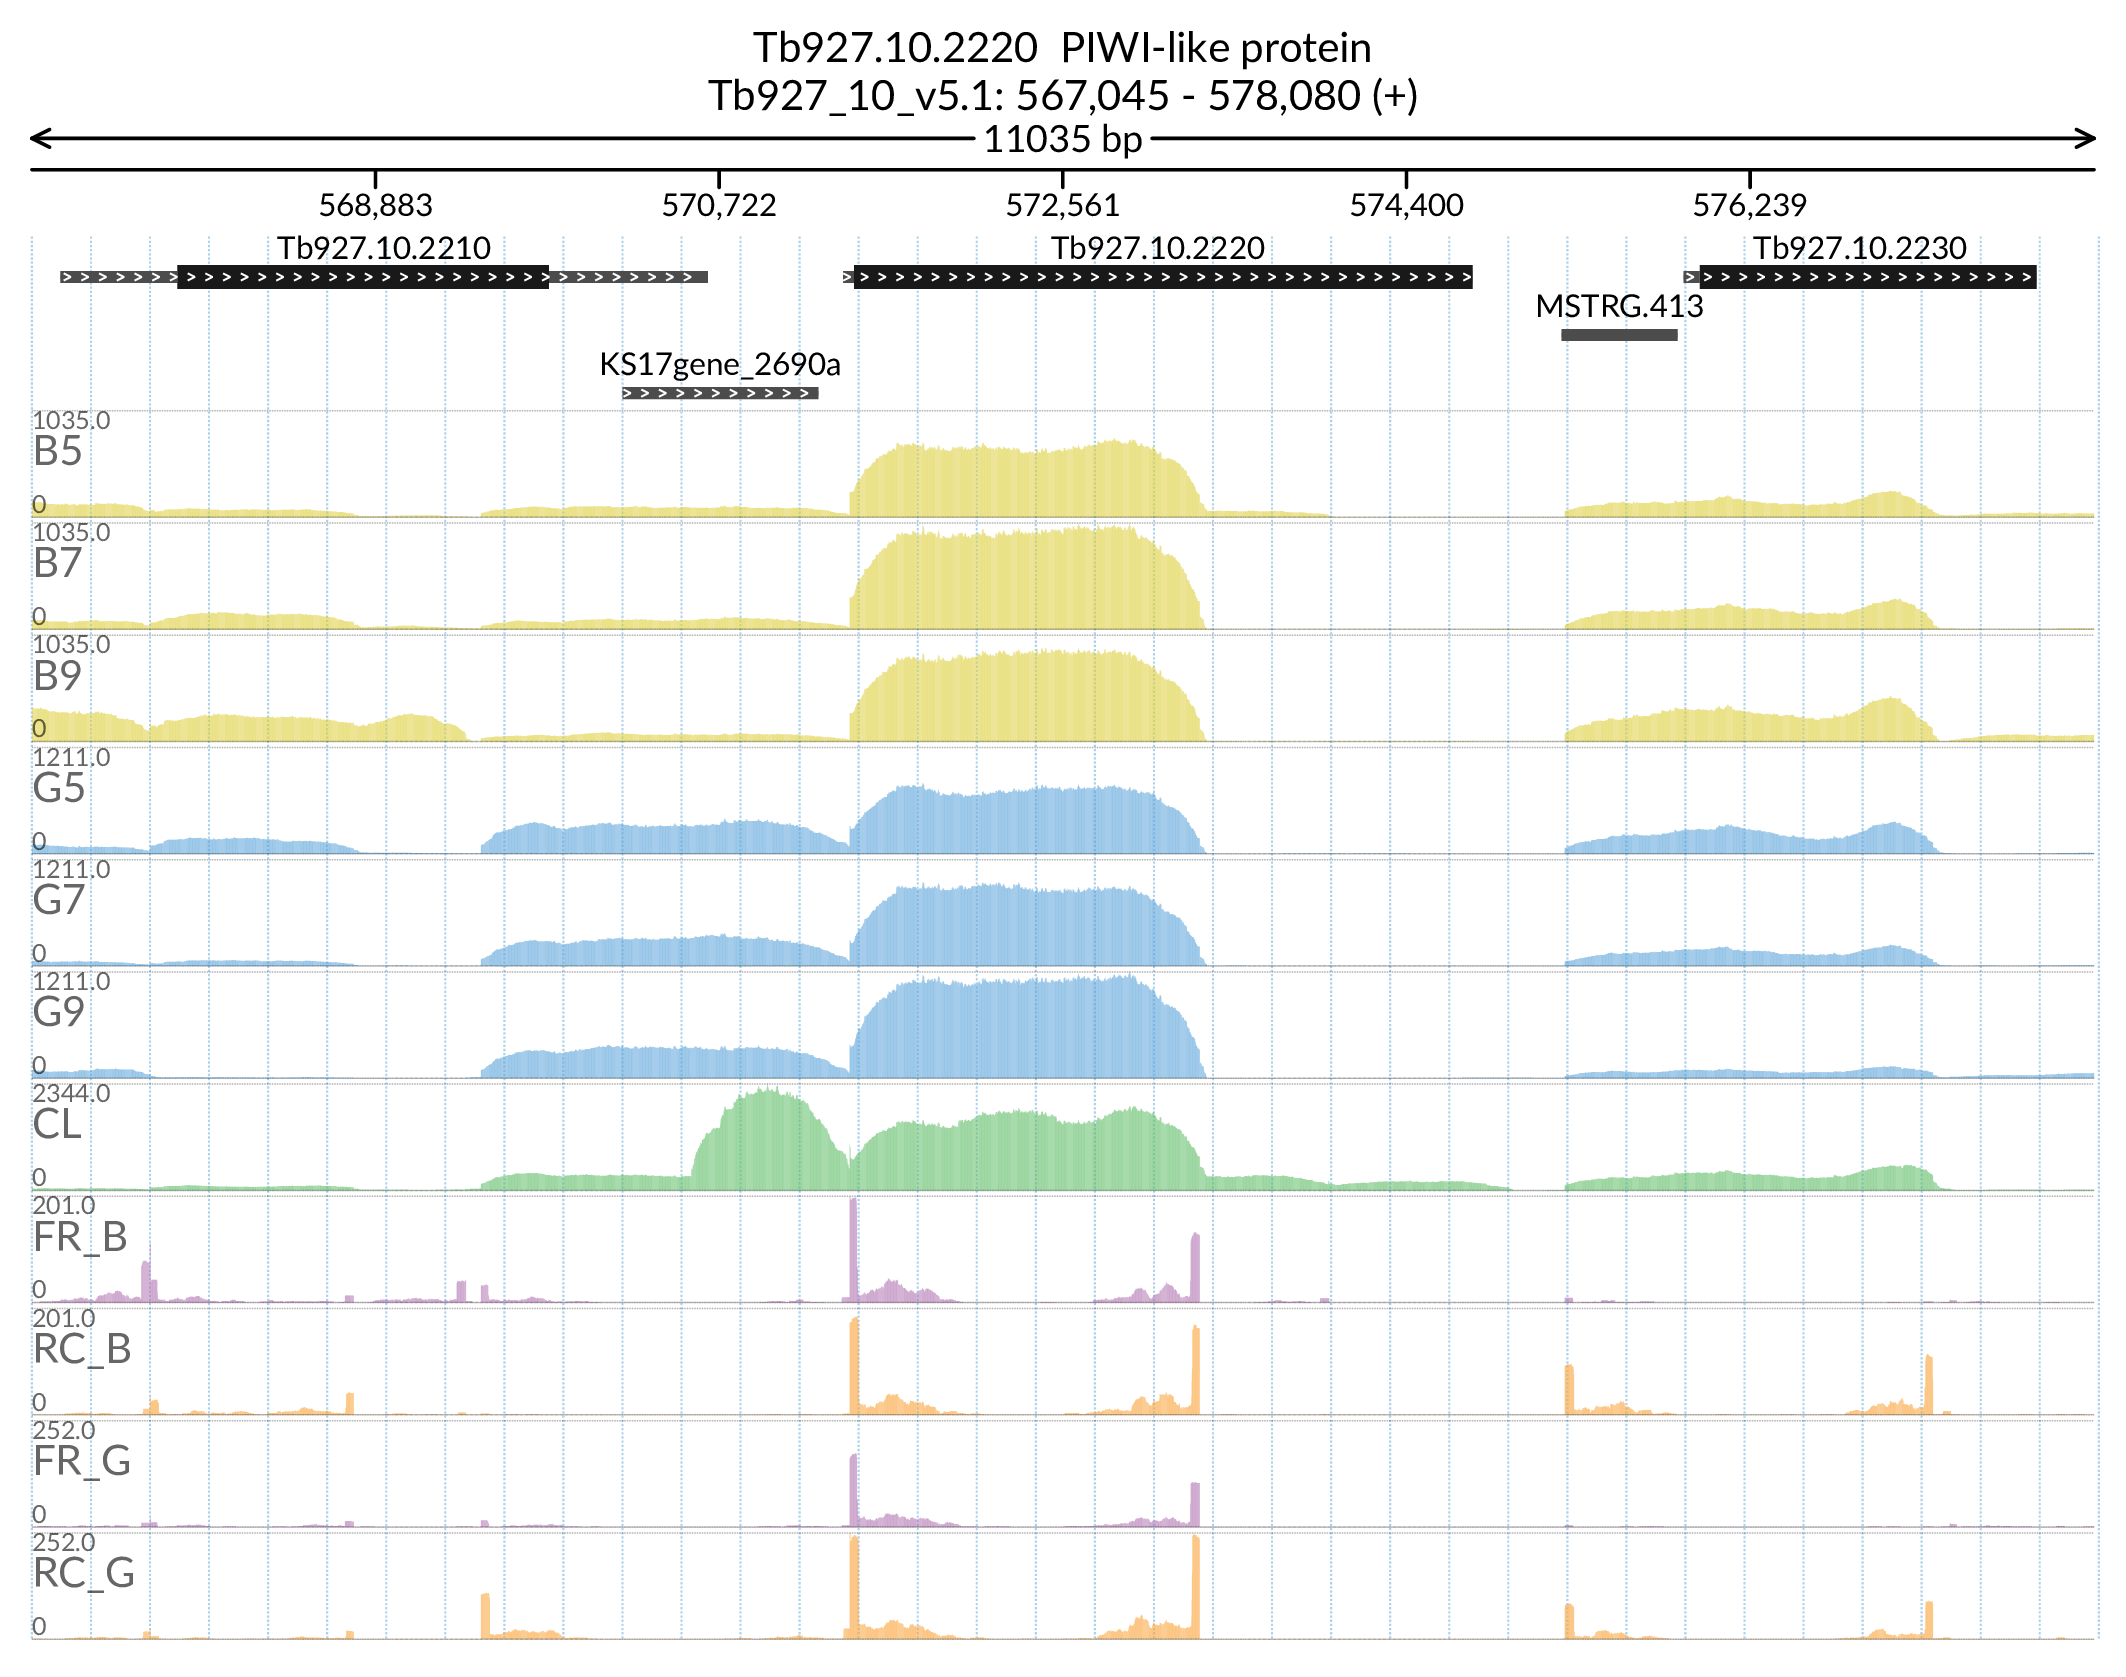 Tb927.10.2220  PIWI-like protein
Tb927_10_v5.1: 567,045 - 578,080 (+)
11035 bp
568,883 570,722 572,561 574,400 576,239
Tb927.10.2210 Tb927.10.2220 Tb927.10.2230
MSTRG.413
KS17gene_2690a
1035.0
B5
0
1035.0
B7
0
1035.0
B9
0
1211.0
G5
0
1211.0
G7
0
1211.0
G9
0
2344.0
CL
0
201.0
FR_B
0
201.0
RC_B
0
252.0
FR_G
0
252.0
RC_G
0